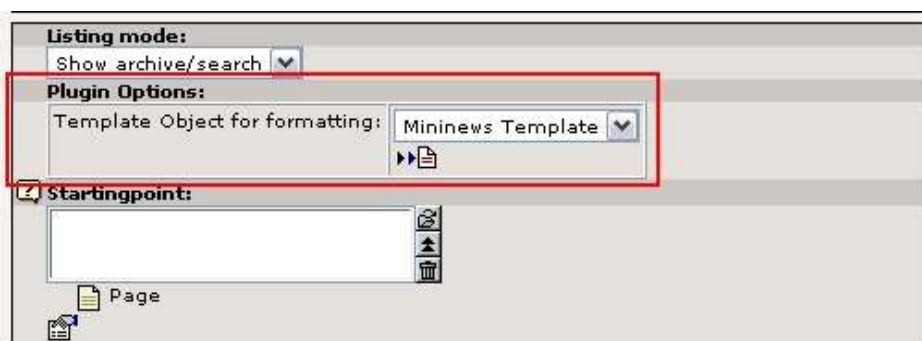 Listing mode:
Show archive/search
Plugin Options:
Template Object for formatting: Mininews Template
Startingpoint:
Page